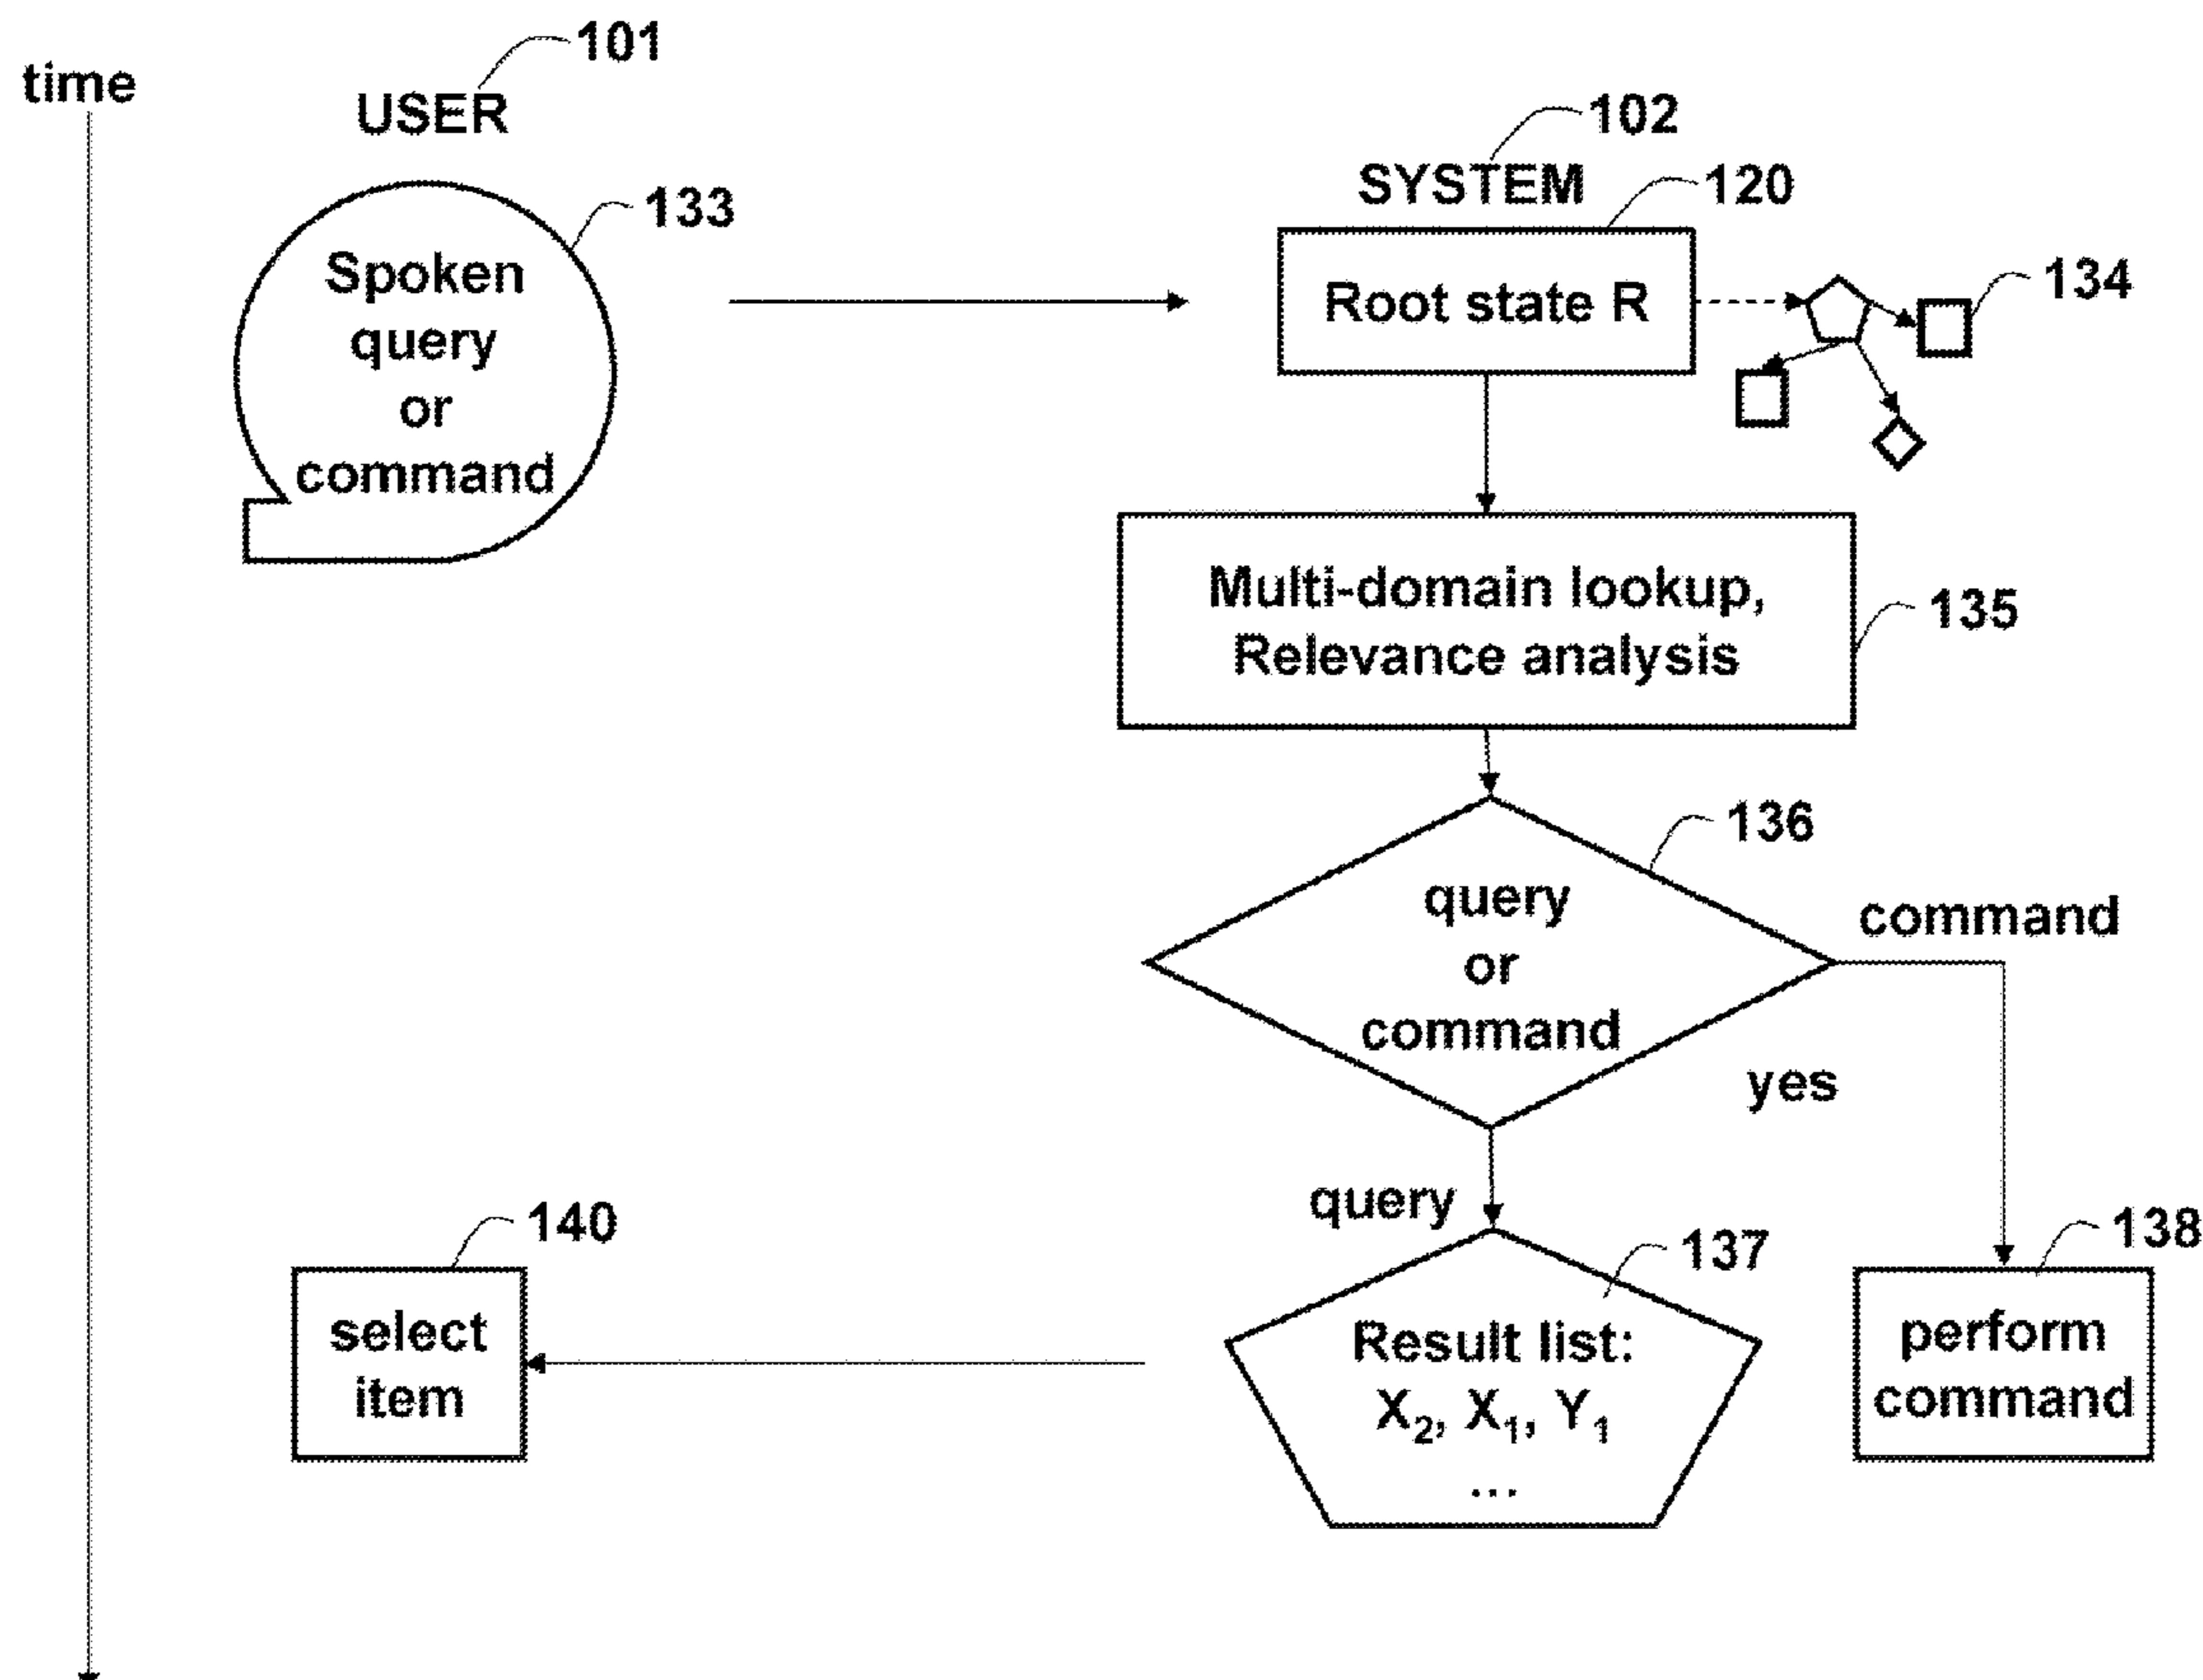 101
time
USER
102
SYSTEM
120
133
Spoken
query
or
command
Root state R
134
Multi-domain lookup,
Relevance analysis
135
136
query
or
command
command
yes
query
137
138
140
select
item
Result list:
X₂, X₁, Y₁
...
perform
command